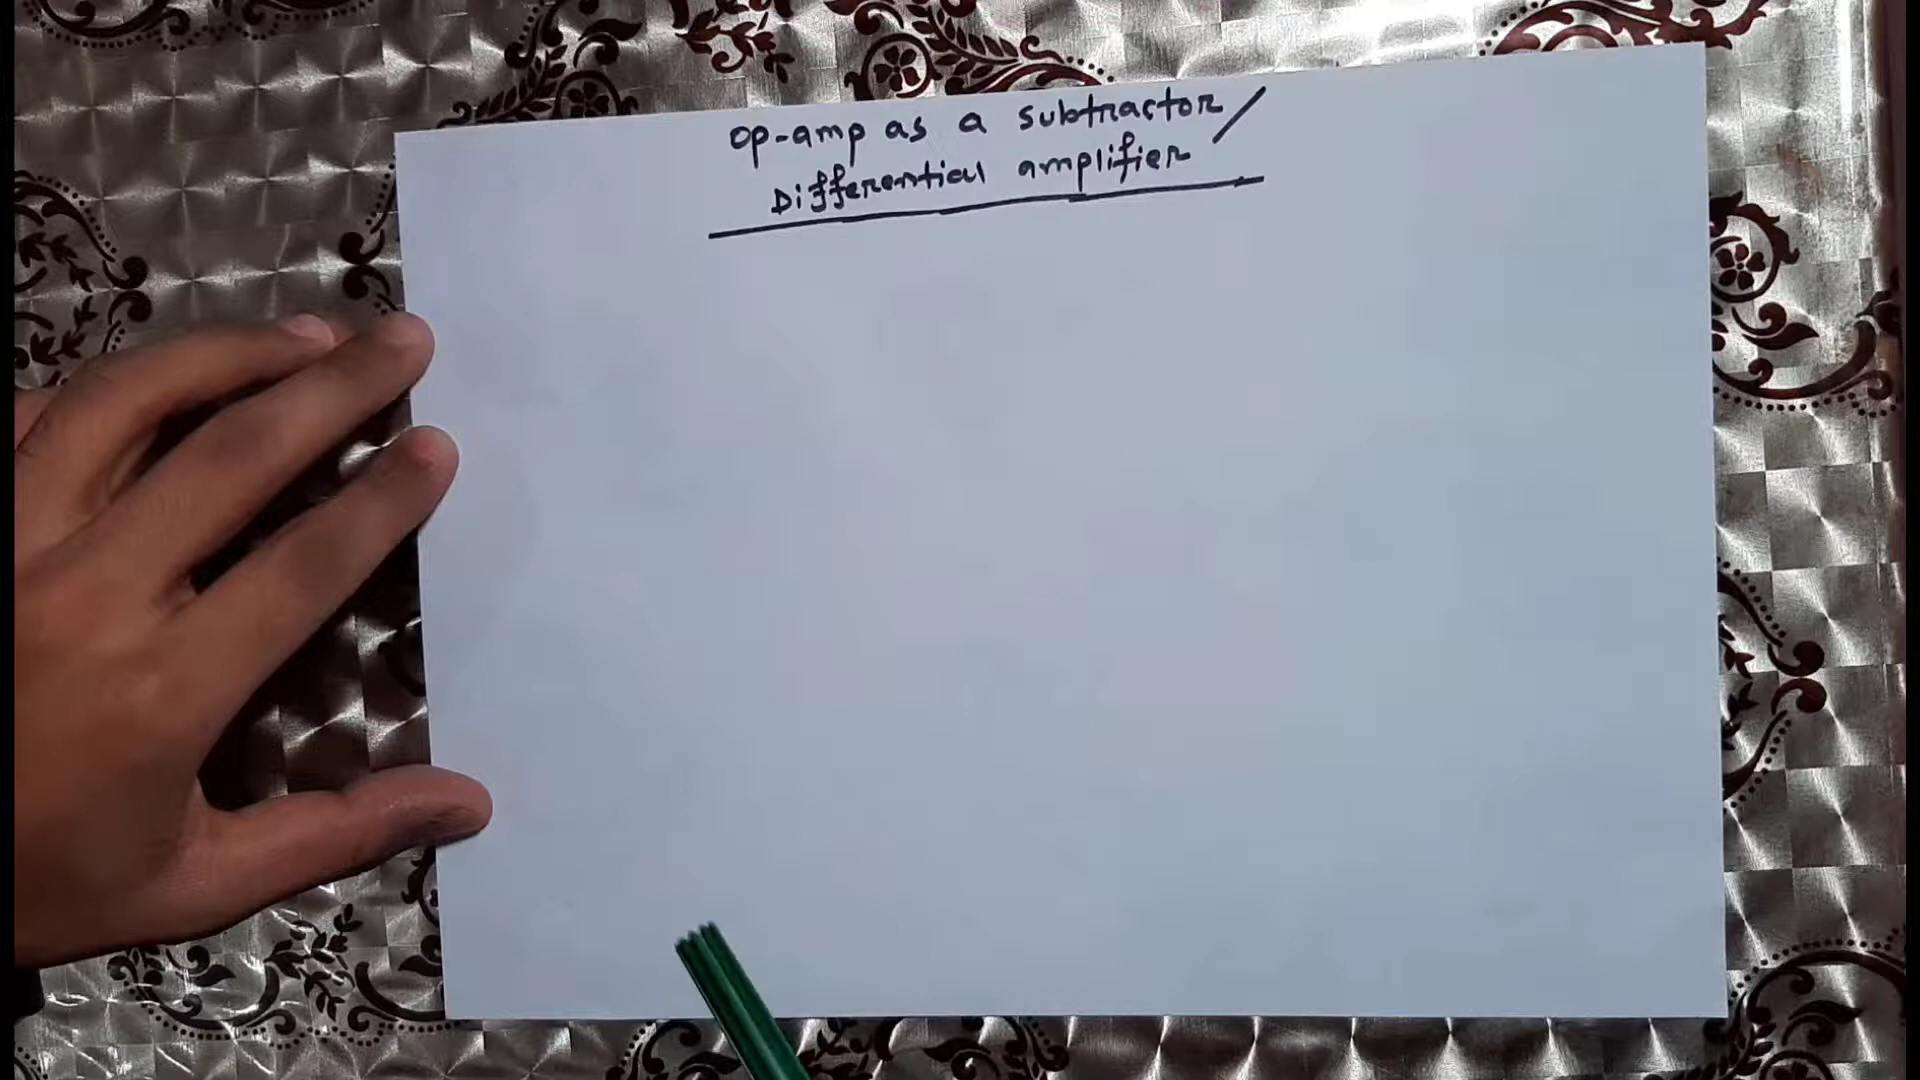 op-amp as a subtractor /
Differential amplifier